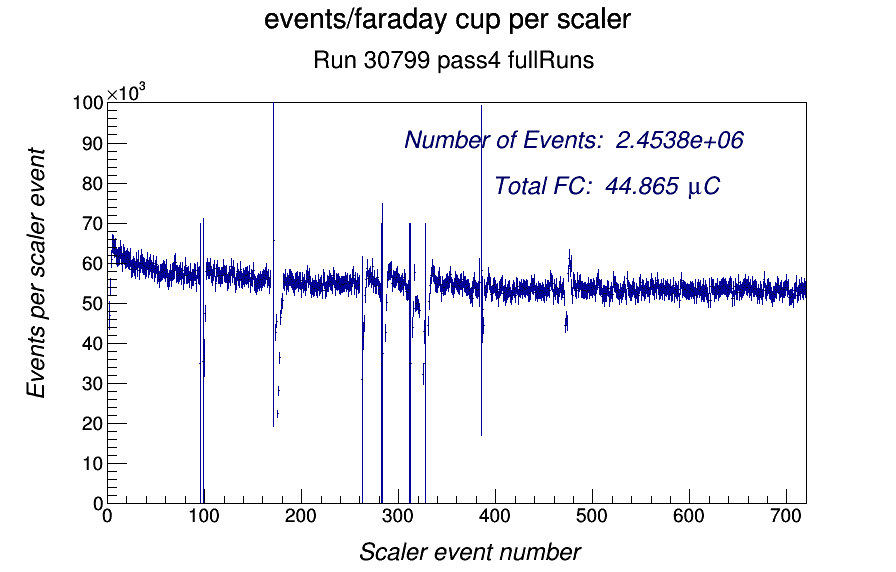 events/faraday cup per scaler
Run 30799 pass4 fullRuns
×10³
100
90
80
70
60
50
40
30
20
10
0
Events per scaler event
Number of Events: 2.4538e+06
Total FC: 44.865 μC
0 100 200 300 400 500 600 700
Scaler event number